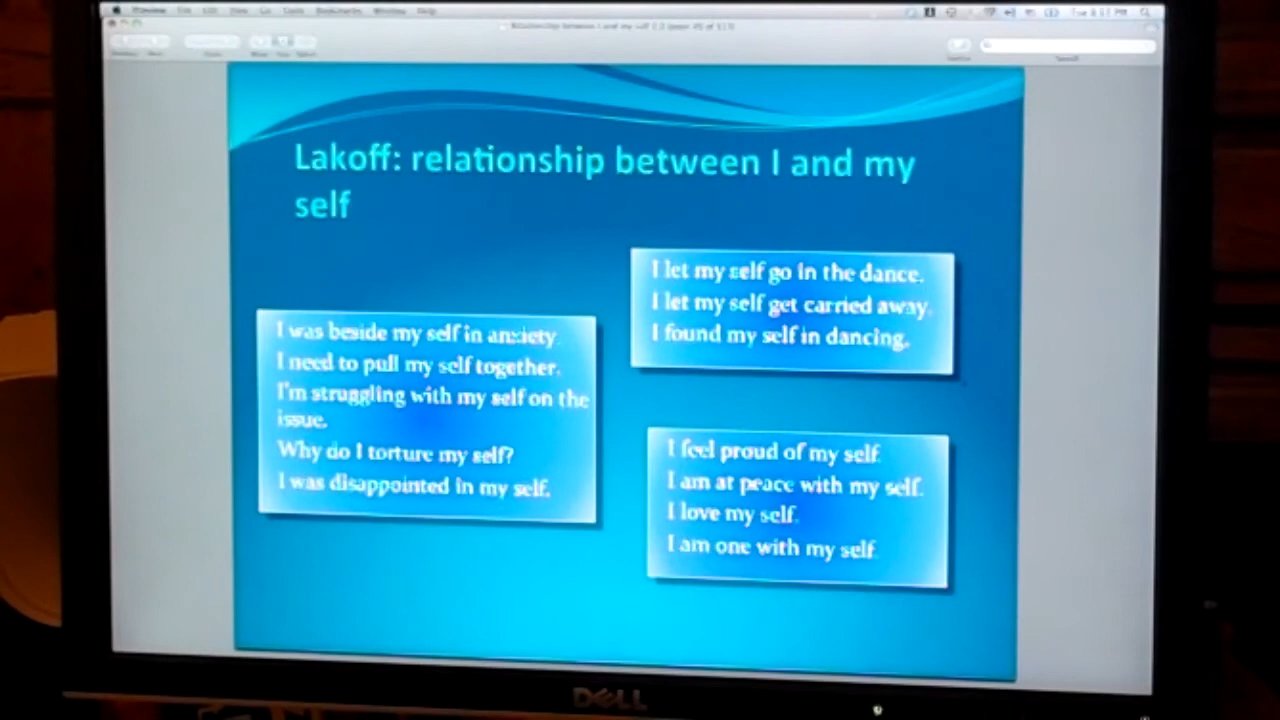 Lakoff: relationship between I and my
self
I was beside my self in anxiety.
I need to pull my self together.
I'm struggling with my self on the
issue.
Why do I torture my self?
I was disappointed in my self.
I let my self go in the dance.
I let my self get carried away.
I found my self in dancing.
I feel proud of my self.
I am at peace with my self.
I love my self.
I am one with my self.
DELL